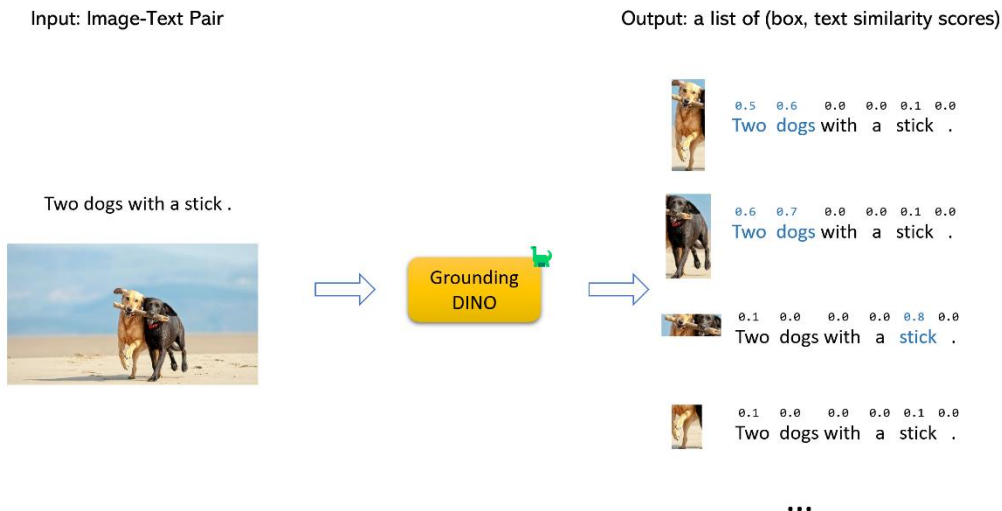 Input: Image-Text Pair
Output: a list of (box, text similarity scores)
Two dogs with a stick .
Grounding
DINO
0.5 0.6 0.0 0.0 0.1 0.0
Two dogs with a stick .
0.6 0.7 0.0 0.0 0.1 0.0
Two dogs with a stick .
0.1 0.0 0.0 0.0 0.8 0.0
Two dogs with a stick .
0.1 0.0 0.0 0.0 0.1 0.0
Two dogs with a stick .
...